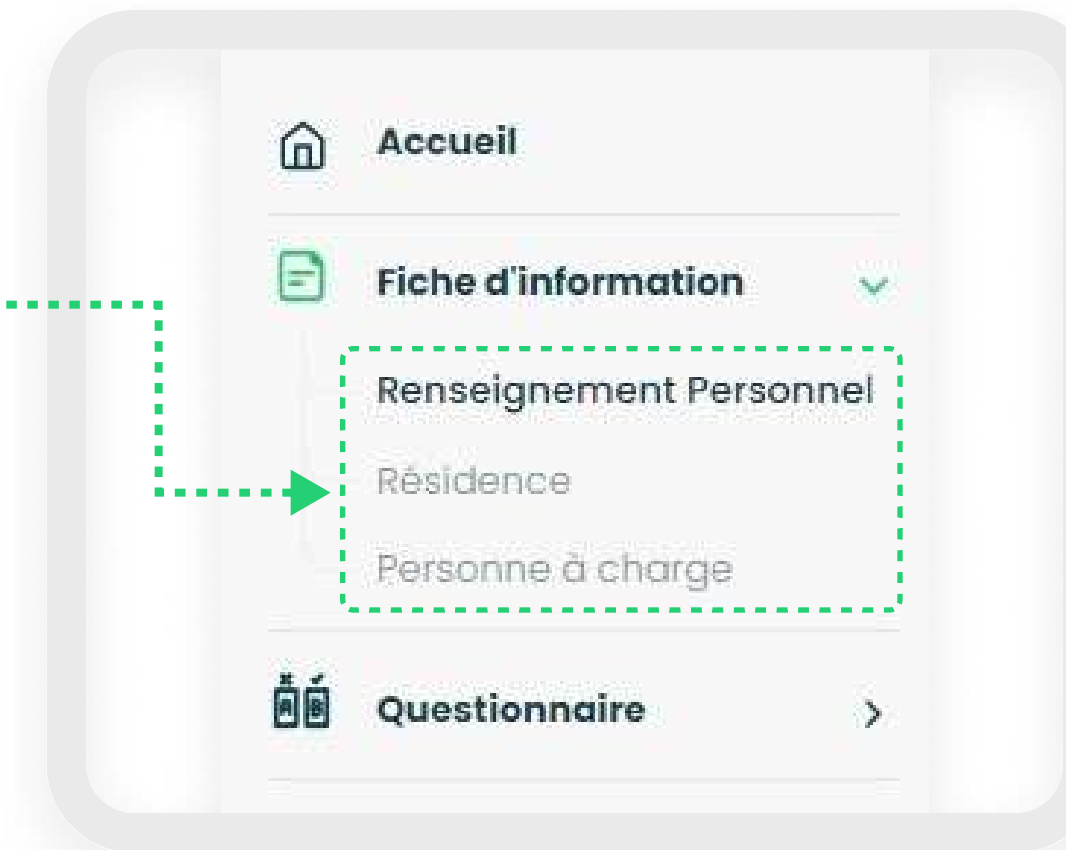 Accueil
Fiche d'information
Renseignement Personnel
Résidence
Personne à charge
A B
Questionnaire